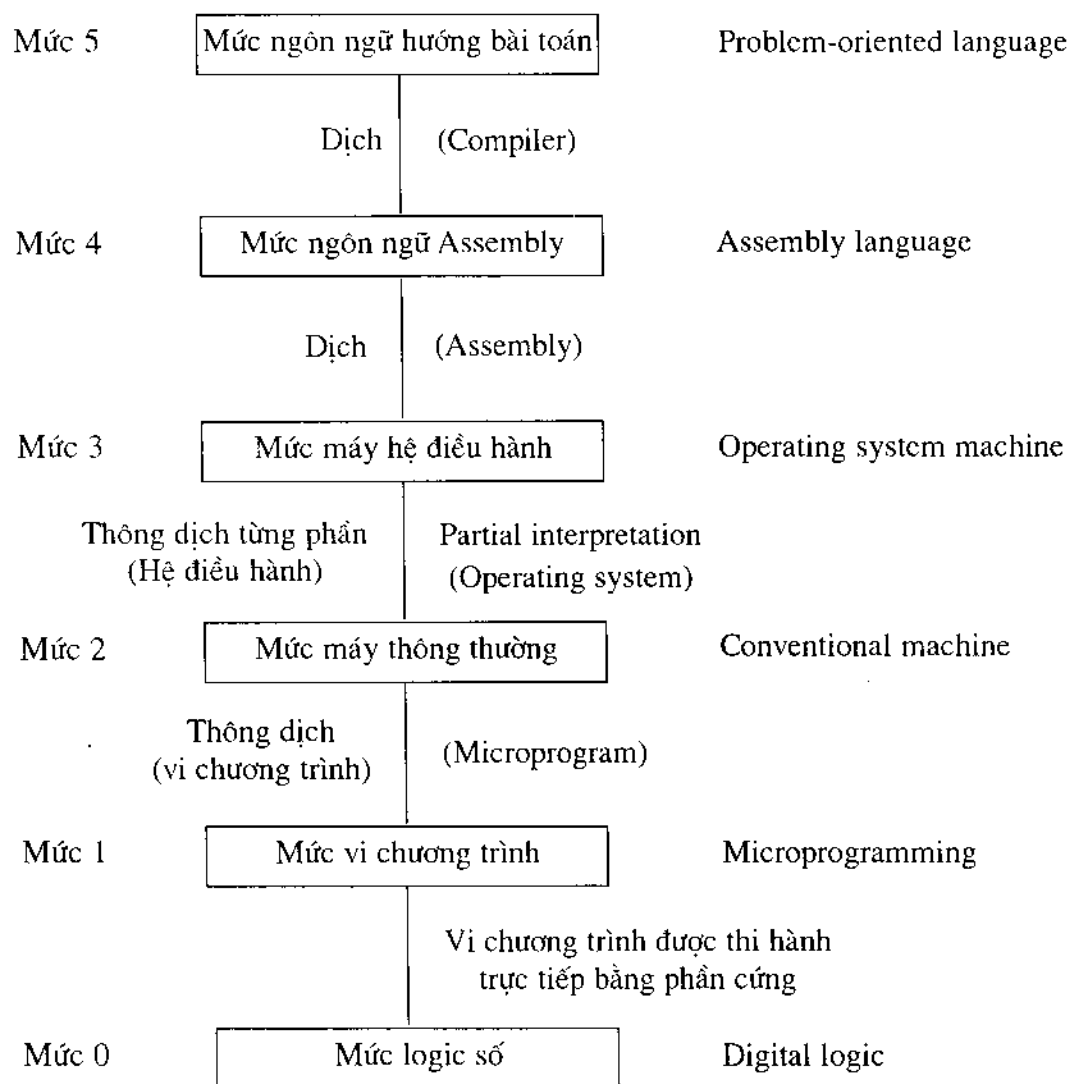 Mức 5 Mức ngôn ngữ hướng bài toán Problem-oriented language
Dịch (Compiler)
Mức 4 Mức ngôn ngữ Assembly Assembly language
Dịch (Assembly)
Mức 3 Mức máy hệ điều hành Operating system machine
Thông dịch từng phần Partial interpretation
(Hệ điều hành) (Operating system)
Mức 2 Mức máy thông thường Conventional machine
Thông dịch
(vi chương trình) (Microprogram)
Mức 1 Mức vi chương trình Microprogramming
Vi chương trình được thi hành
trực tiếp bằng phần cứng
Mức 0 Mức logic số Digital logic